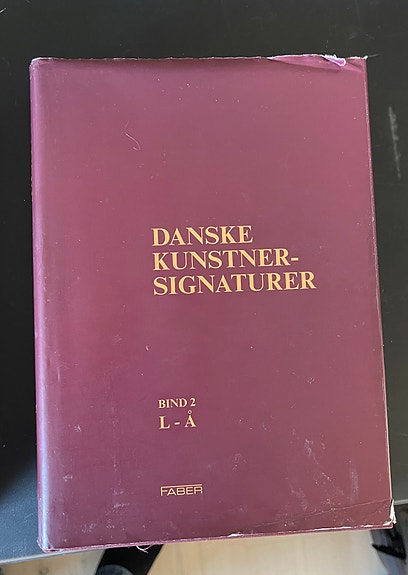 DANSKE
KUNSTNER-
SIGNATURER
BIND 2
L - Å
FABER